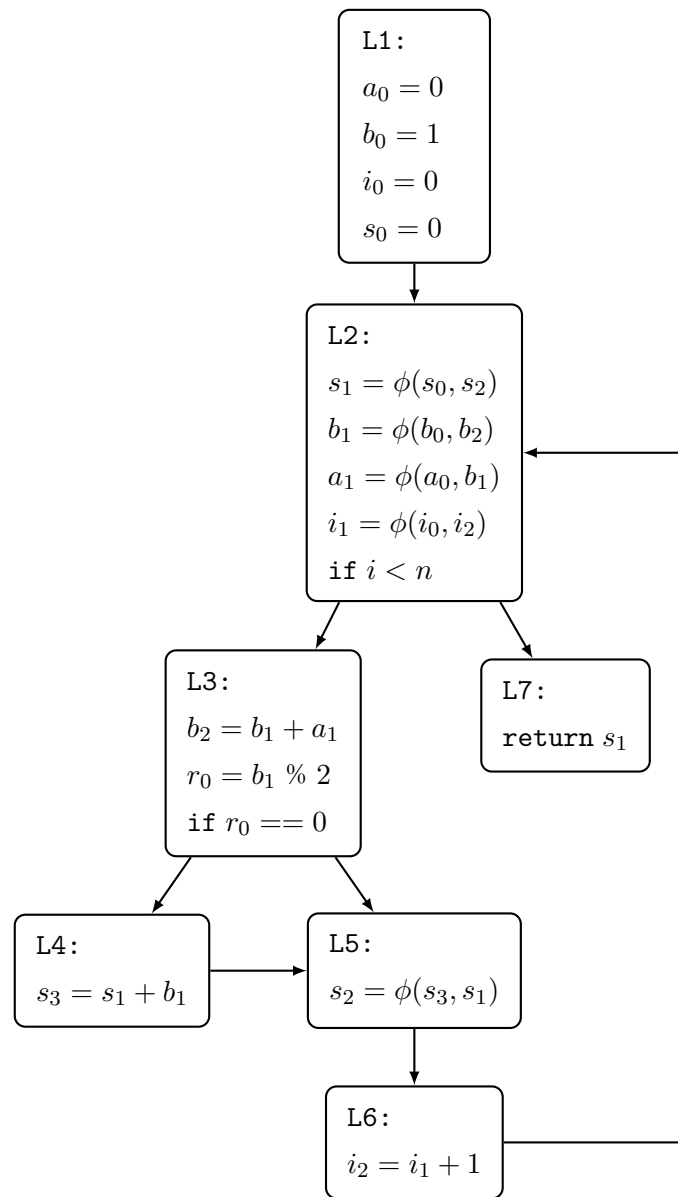 L1:
a₀ = 0
b₀ = 1
i₀ = 0
s₀ = 0
L2:
s₁ = ϕ(s₀, s₂)
b₁ = ϕ(b₀, b₂)
a₁ = ϕ(a₀, b₁)
i₁ = ϕ(i₀, i₂)
if i < n
L3:
b₂ = b₁ + a₁
r₀ = b₁ % 2
if r₀ == 0
L7:
return s₁
L4:
s₃ = s₁ + b₁
L5:
s₂ = ϕ(s₃, s₁)
L6:
i₂ = i₁ + 1